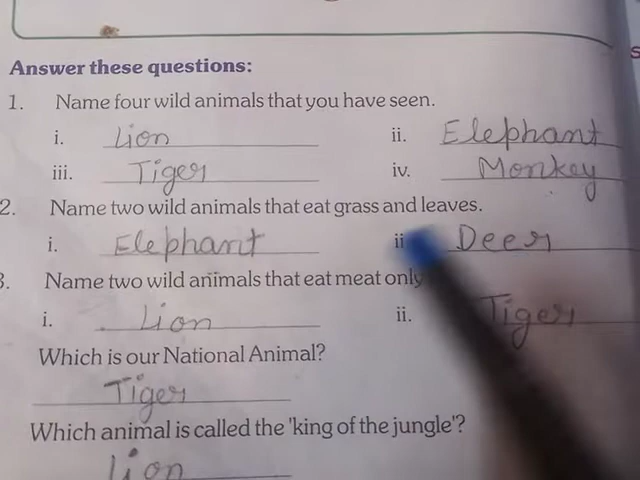 Answer these questions:
1. Name four wild animals that you have seen.
i. Lion ii. Elephant
iii. Tiger iv. Monkey
2. Name two wild animals that eat grass and leaves.
i. Elephant ii Deer
3. Name two wild animals that eat meat only
i. Lion ii. Tiger
Which is our National Animal?
Tiger
Which animal is called the 'king of the jungle'?
Lion